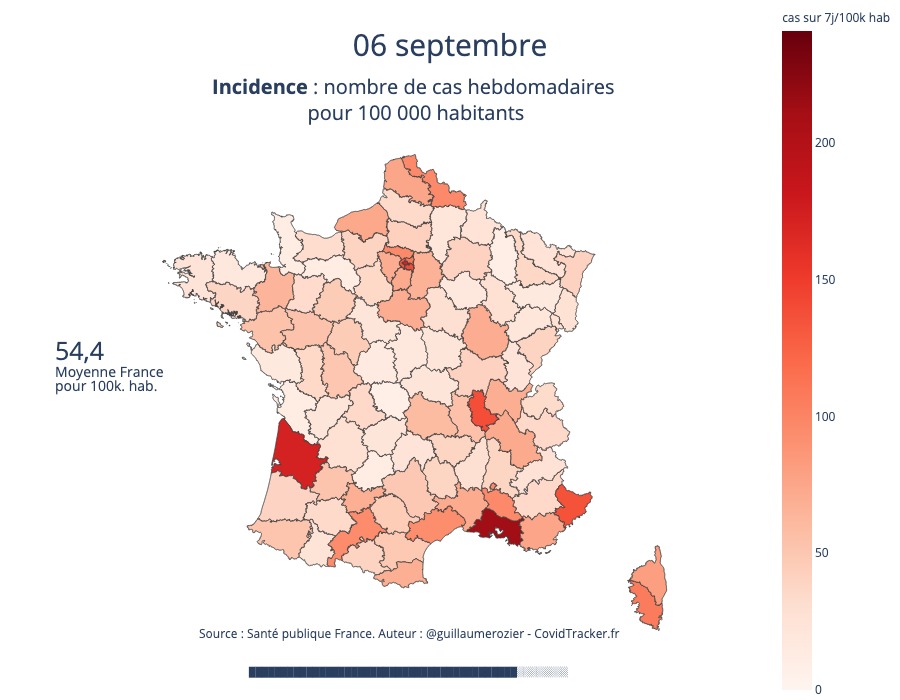 cas sur 7j/100k hab
06 septembre
Incidence : nombre de cas hebdomadaires
pour 100 000 habitants
200
150
100
50
0
54,4
Moyenne France
pour 100k. hab.
Source : Santé publique France. Auteur : @guillaumerozier - CovidTracker.fr